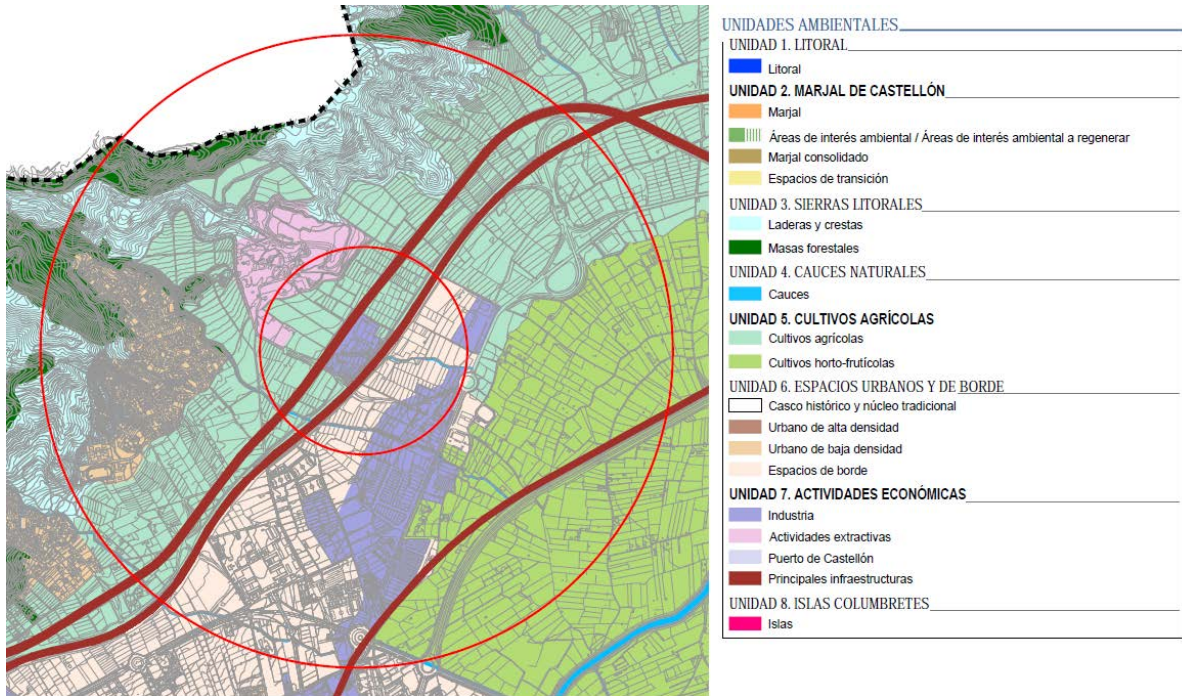 UNIDADES AMBIENTALES
UNIDAD 1. LITORAL
Litoral
UNIDAD 2. MARJAL DE CASTELLÓN
Marjal
Áreas de interés ambiental / Áreas de interés ambiental a regenerar
Marjal consolidado
Espacios de transición
UNIDAD 3. SIERRAS LITORALES
Laderas y crestas
Masas forestales
UNIDAD 4. CAUCES NATURALES
Cauces
UNIDAD 5. CULTIVOS AGRÍCOLAS
Cultivos agrícolas
Cultivos horto-frutícolas
UNIDAD 6. ESPACIOS URBANOS Y DE BORDE
Casco histórico y núcleo tradicional
Urbano de alta densidad
Urbano de baja densidad
Espacios de borde
UNIDAD 7. ACTIVIDADES ECONÓMICAS
Industria
Actividades extractivas
Puerto de Castellón
Principales infraestructuras
UNIDAD 8. ISLAS COLUMBRETES
Islas